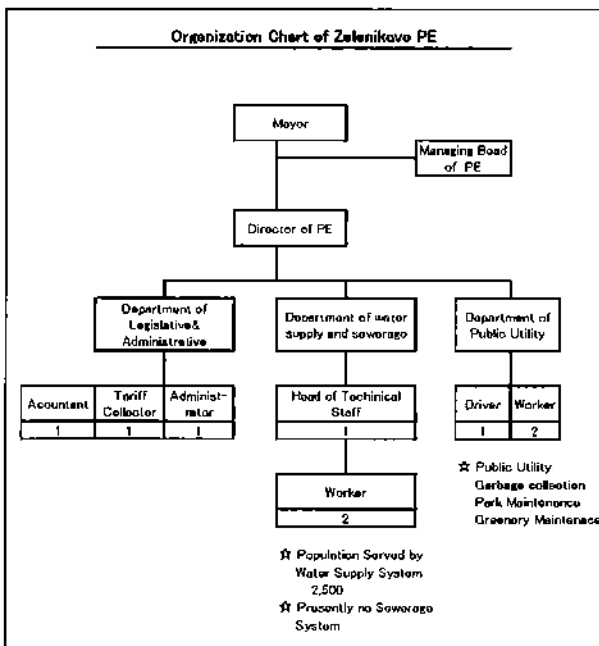 Organization Chart of Zelenikovo PE
Mayor
Managing Boad
of PE
Director of PE
Department of
Legislative&
Administrative
Department of water
supply and sewerage
Department of
Public Utility
Acountant
Tariff
Collector
Administ-
rator
1
1
1
Head of Techinical
Staff
1
Driver
Worker
1
2
Worker
2
☆ Public Utility
Garbage collection
Park Maintenance
Greenery Maintenace
☆ Population Served by
Water Supply System
2,500
☆ Presently no Sewerage
System